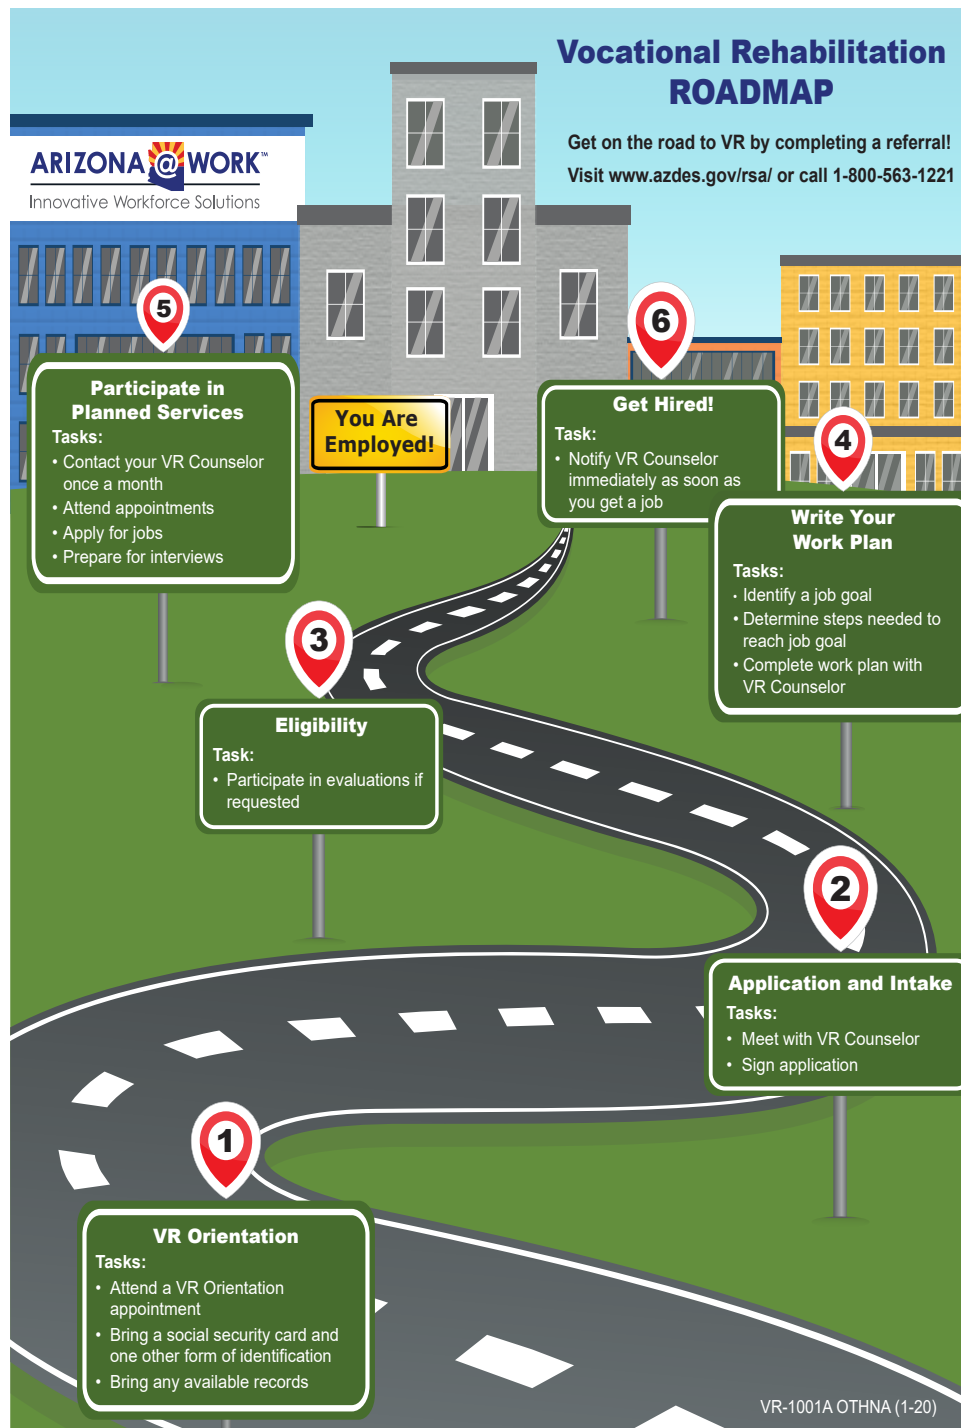 Vocational Rehabilitation
ROADMAP
Get on the road to VR by completing a referral!
Visit www.azdes.gov/rsa/ or call 1-800-563-1221
ARIZONA @ WORK™
Innovative Workforce Solutions
5
Participate in
Planned Services
Tasks:
• Contact your VR Counselor
once a month
• Attend appointments
• Apply for jobs
• Prepare for interviews
You Are
Employed!
6
Get Hired!
Task:
• Notify VR Counselor
immediately as soon as
you get a job
4
Write Your
Work Plan
Tasks:
• Identify a job goal
• Determine steps needed to
reach job goal
• Complete work plan with
VR Counselor
3
Eligibility
Task:
• Participate in evaluations if
requested
2
Application and Intake
Tasks:
• Meet with VR Counselor
• Sign application
1
VR Orientation
Tasks:
• Attend a VR Orientation
appointment
• Bring a social security card and
one other form of identification
• Bring any available records
VR-1001A OTHNA (1-20)